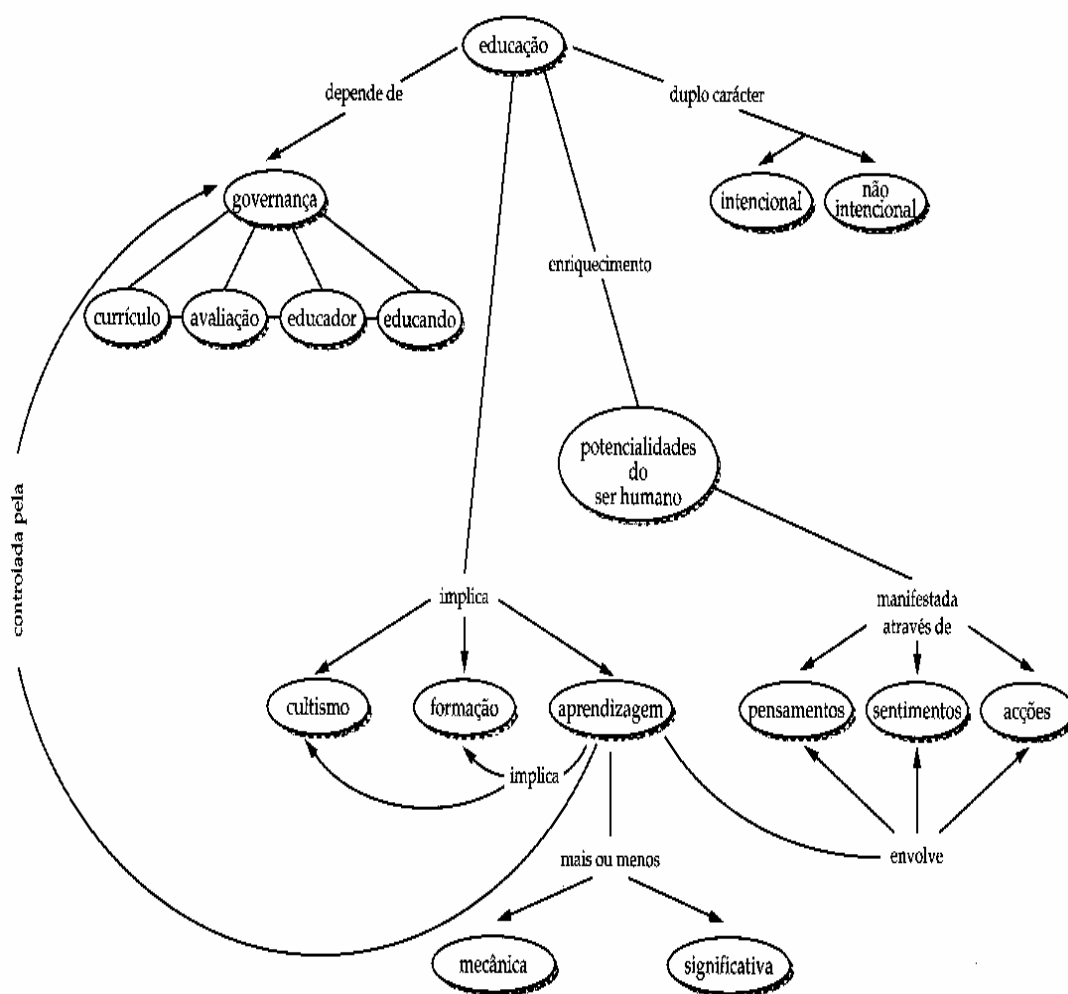 educação
depende de
duplo carácter
governança
intencional
não
intencional
enriquecimento
currículo
avaliação
educador
educando
potencialidades
do
ser humano
controlada pela
implica
manifestada
através de
cultismo
formação
aprendizagem
pensamentos
sentimentos
acções
implica
mais ou menos
envolve
mecânica
significativa